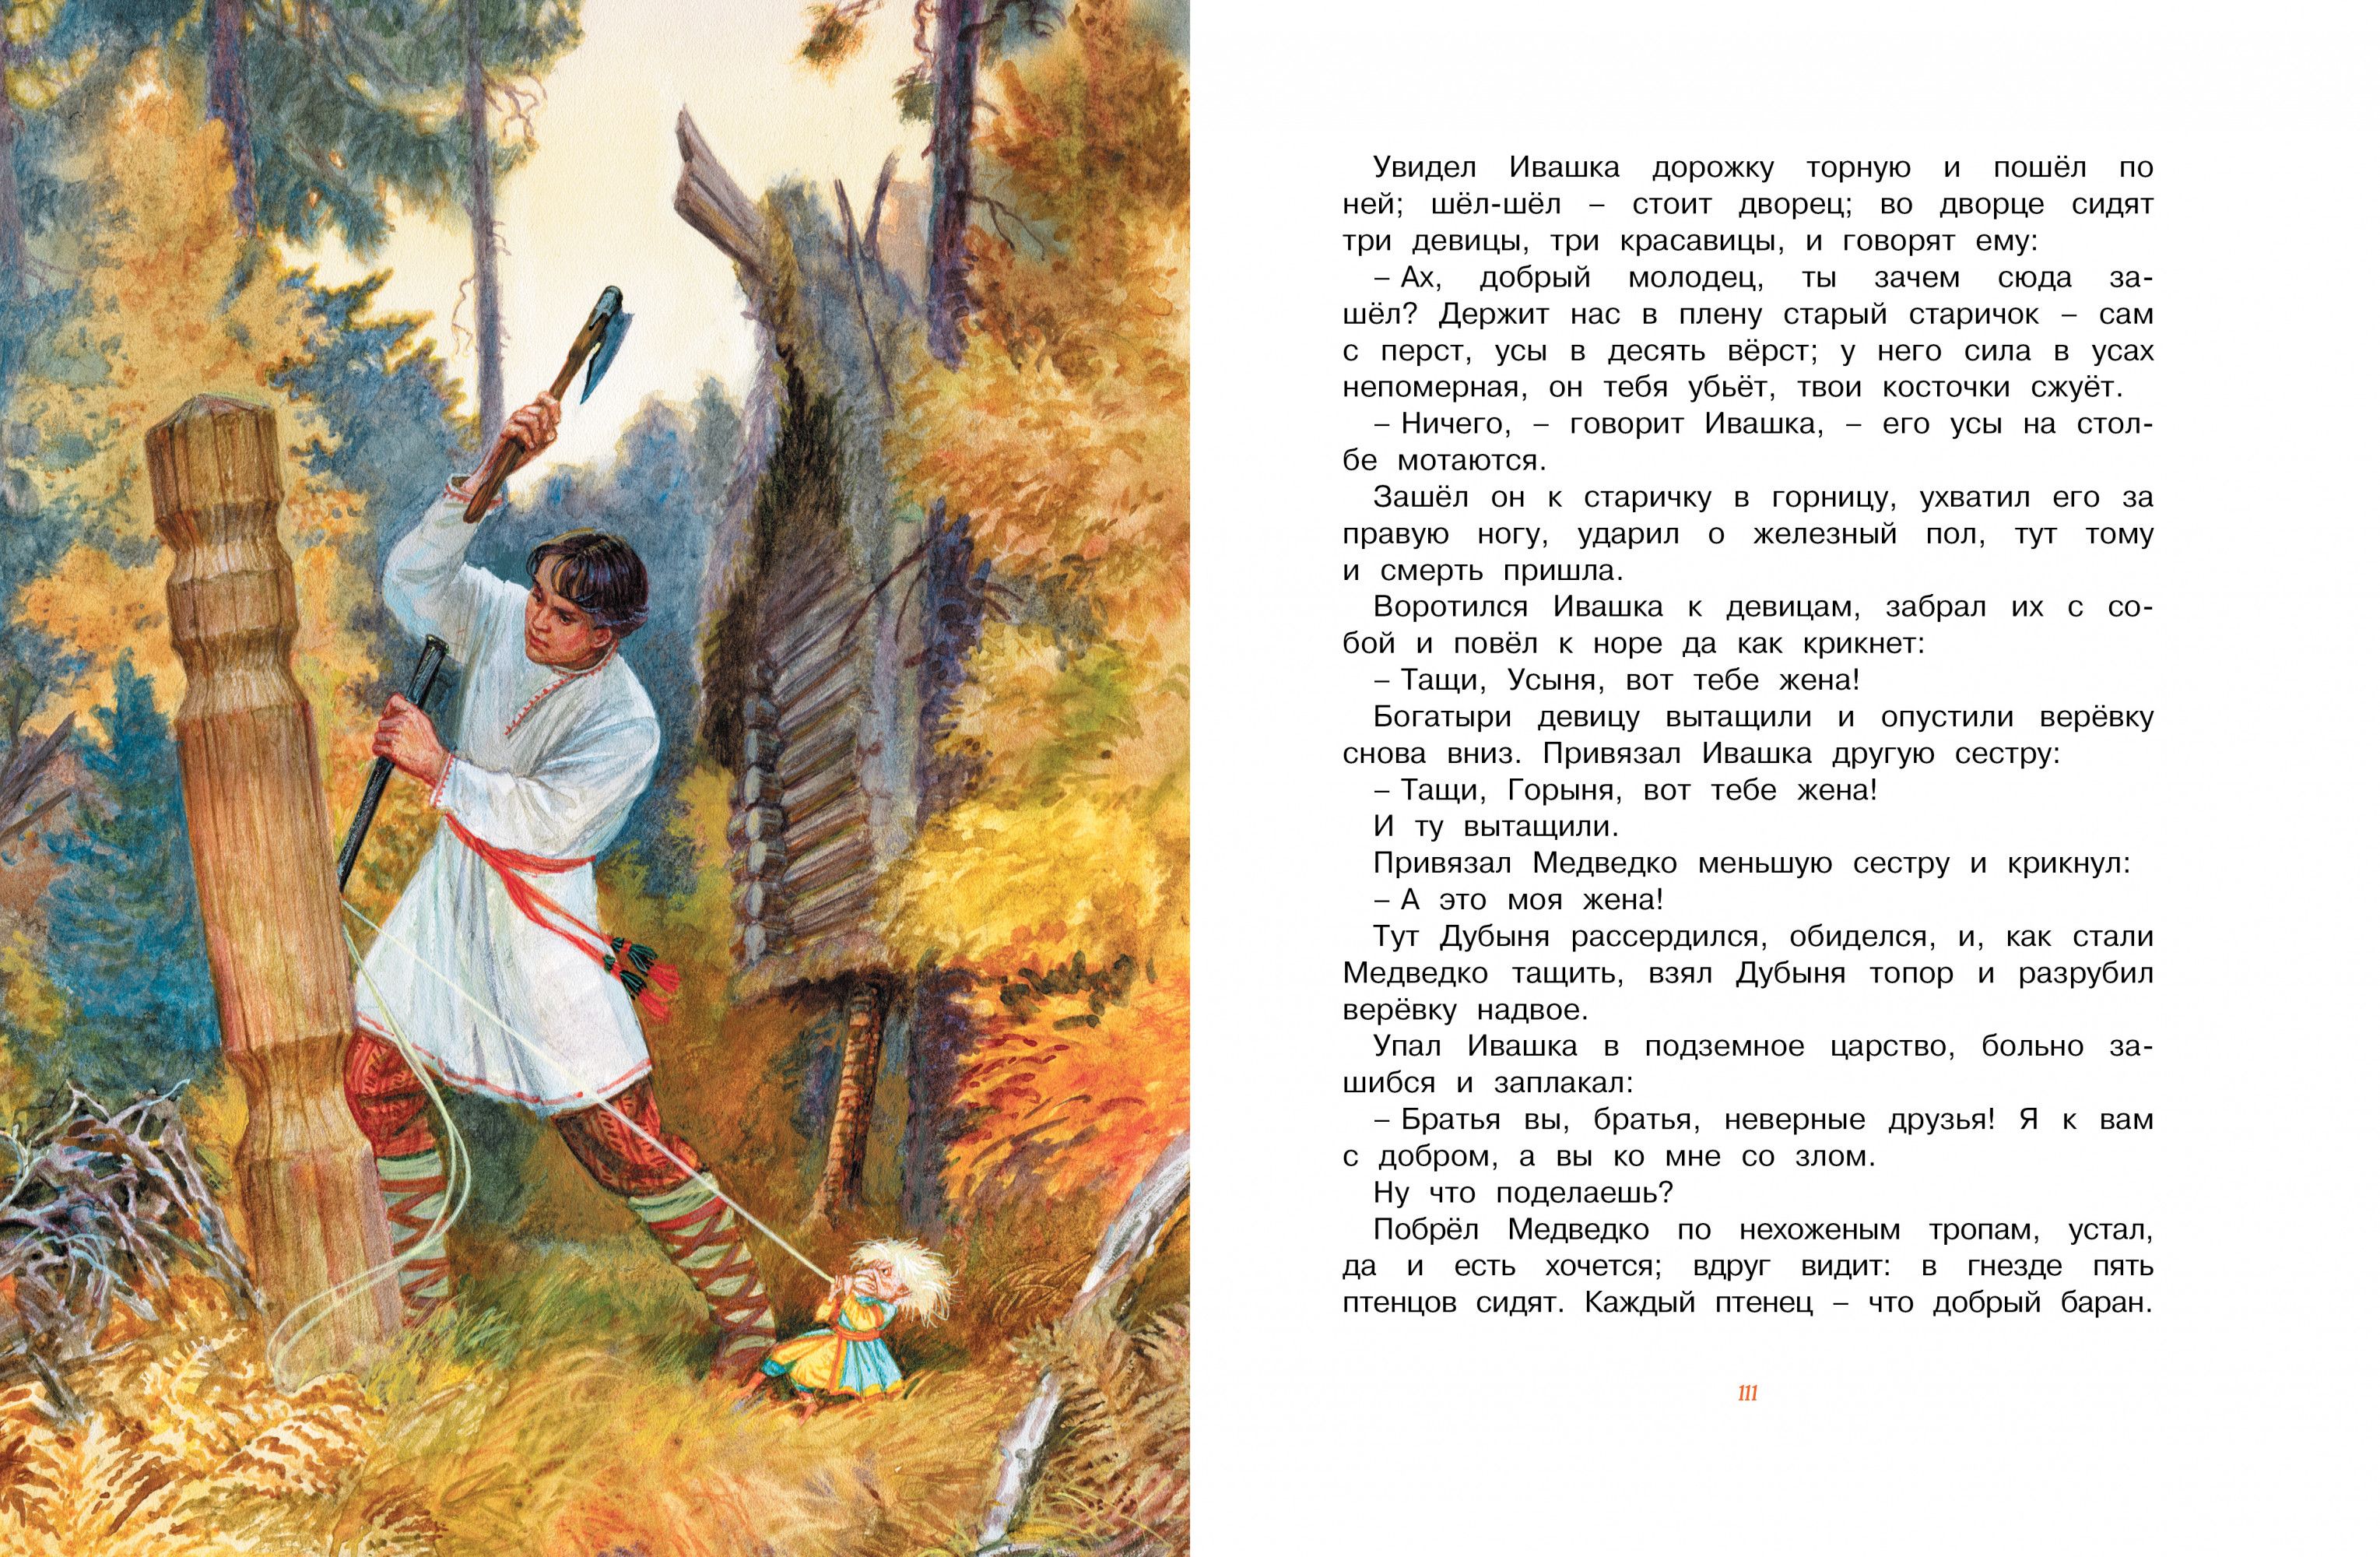 Увидел Ивашка дорожку торную и пошёл по
ней; шёл-шёл – стоит дворец; во дворце сидят
три девицы, три красавицы, и говорят ему:
– Ах, добрый молодец, ты зачем сюда за-
шёл? Держит нас в плену старый старичок – сам
с перст, усы в десять вёрст; у него сила в усах
непомерная, он тебя убьёт, твои косточки сжуёт.
– Ничего, – говорит Ивашка, – его усы на стол-
бе мотаются.
Зашёл он к старичку в горницу, ухватил его за
правую ногу, ударил о железный пол, тут тому
и смерть пришла.
Воротился Ивашка к девицам, забрал их с со-
бой и повёл к норе да как крикнет:
– Тащи, Усыня, вот тебе жена!
Богатыри девицу вытащили и опустили верёвку
снова вниз. Привязал Ивашка другую сестру:
– Тащи, Горыня, вот тебе жена!
И ту вытащили.
Привязал Медведко меньшую сестру и крикнул:
– А это моя жена!
Тут Дубыня рассердился, обиделся, и, как стали
Медведко тащить, взял Дубыня топор и разрубил
верёвку надвое.
Упал Ивашка в подземное царство, больно за-
шибся и заплакал:
– Братья вы, братья, неверные друзья! Я к вам
с добром, а вы ко мне со злом.
Ну что поделаешь?
Побрёл Медведко по нехоженым тропам, устал,
да и есть хочется; вдруг видит: в гнезде пять
птенцов сидят. Каждый птенец – что добрый баран.
111